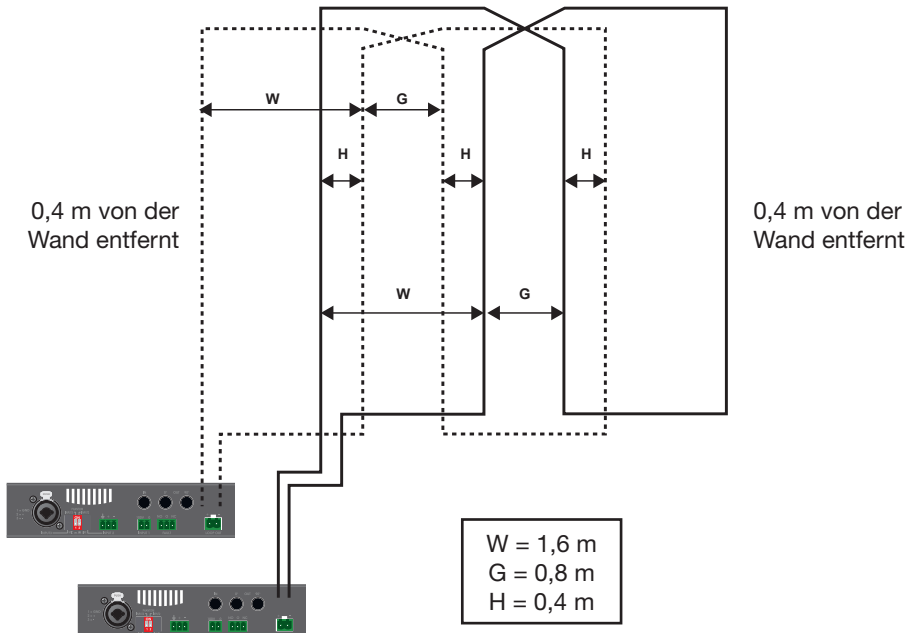 W
G
H
H
H
0,4 m von der
Wand entfernt
0,4 m von der
Wand entfernt
W
G
W = 1,6 m
G = 0,8 m
H = 0,4 m